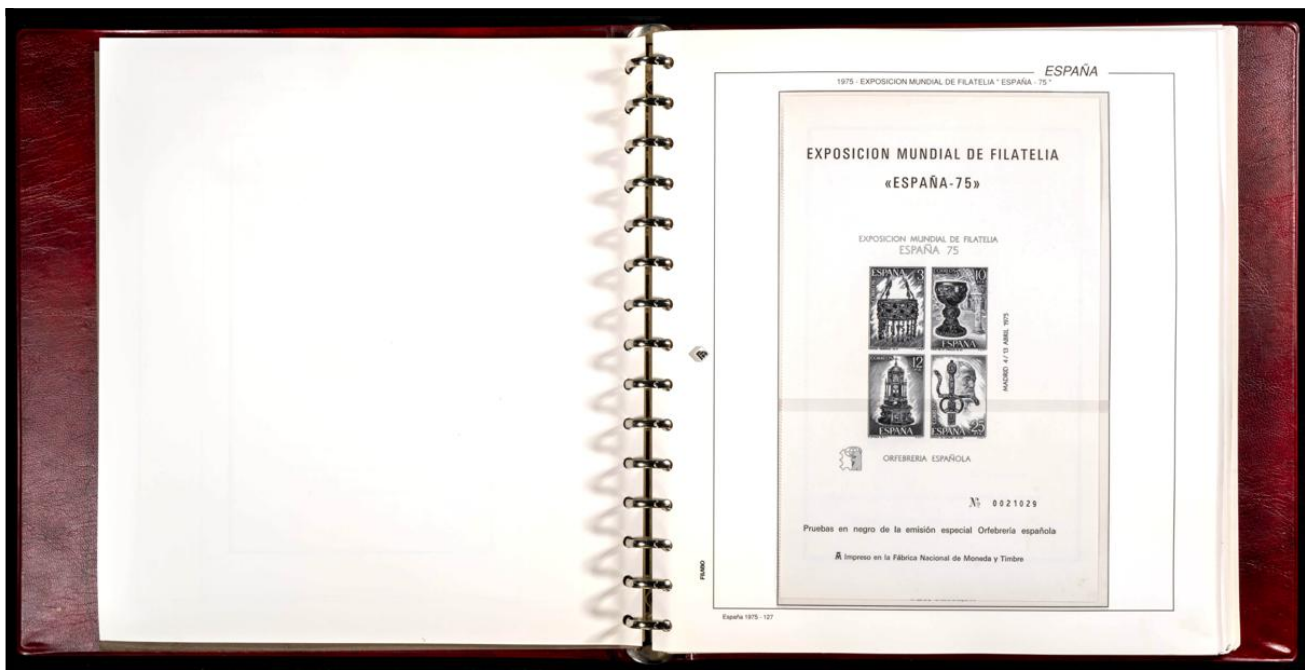 ESPAÑA
1975 - EXPOSICION MUNDIAL DE FILATELIA " ESPAÑA - 75 "
EXPOSICION MUNDIAL DE FILATELIA
«ESPAÑA-75»
EXPOSICION MUNDIAL DE FILATELIA
ESPAÑA 75
ESPAÑA 3
10
ESPAÑA
12
ESPAÑA
ESPAÑA 25
MADRID 4 / 13 ABRIL 1975
ORFEBRERIA ESPAÑOLA
Nº 0021029
Pruebas en negro de la emisión especial Orfebrería española
Impreso en la Fábrica Nacional de Moneda y Timbre
FILABO
España 1975 - 127